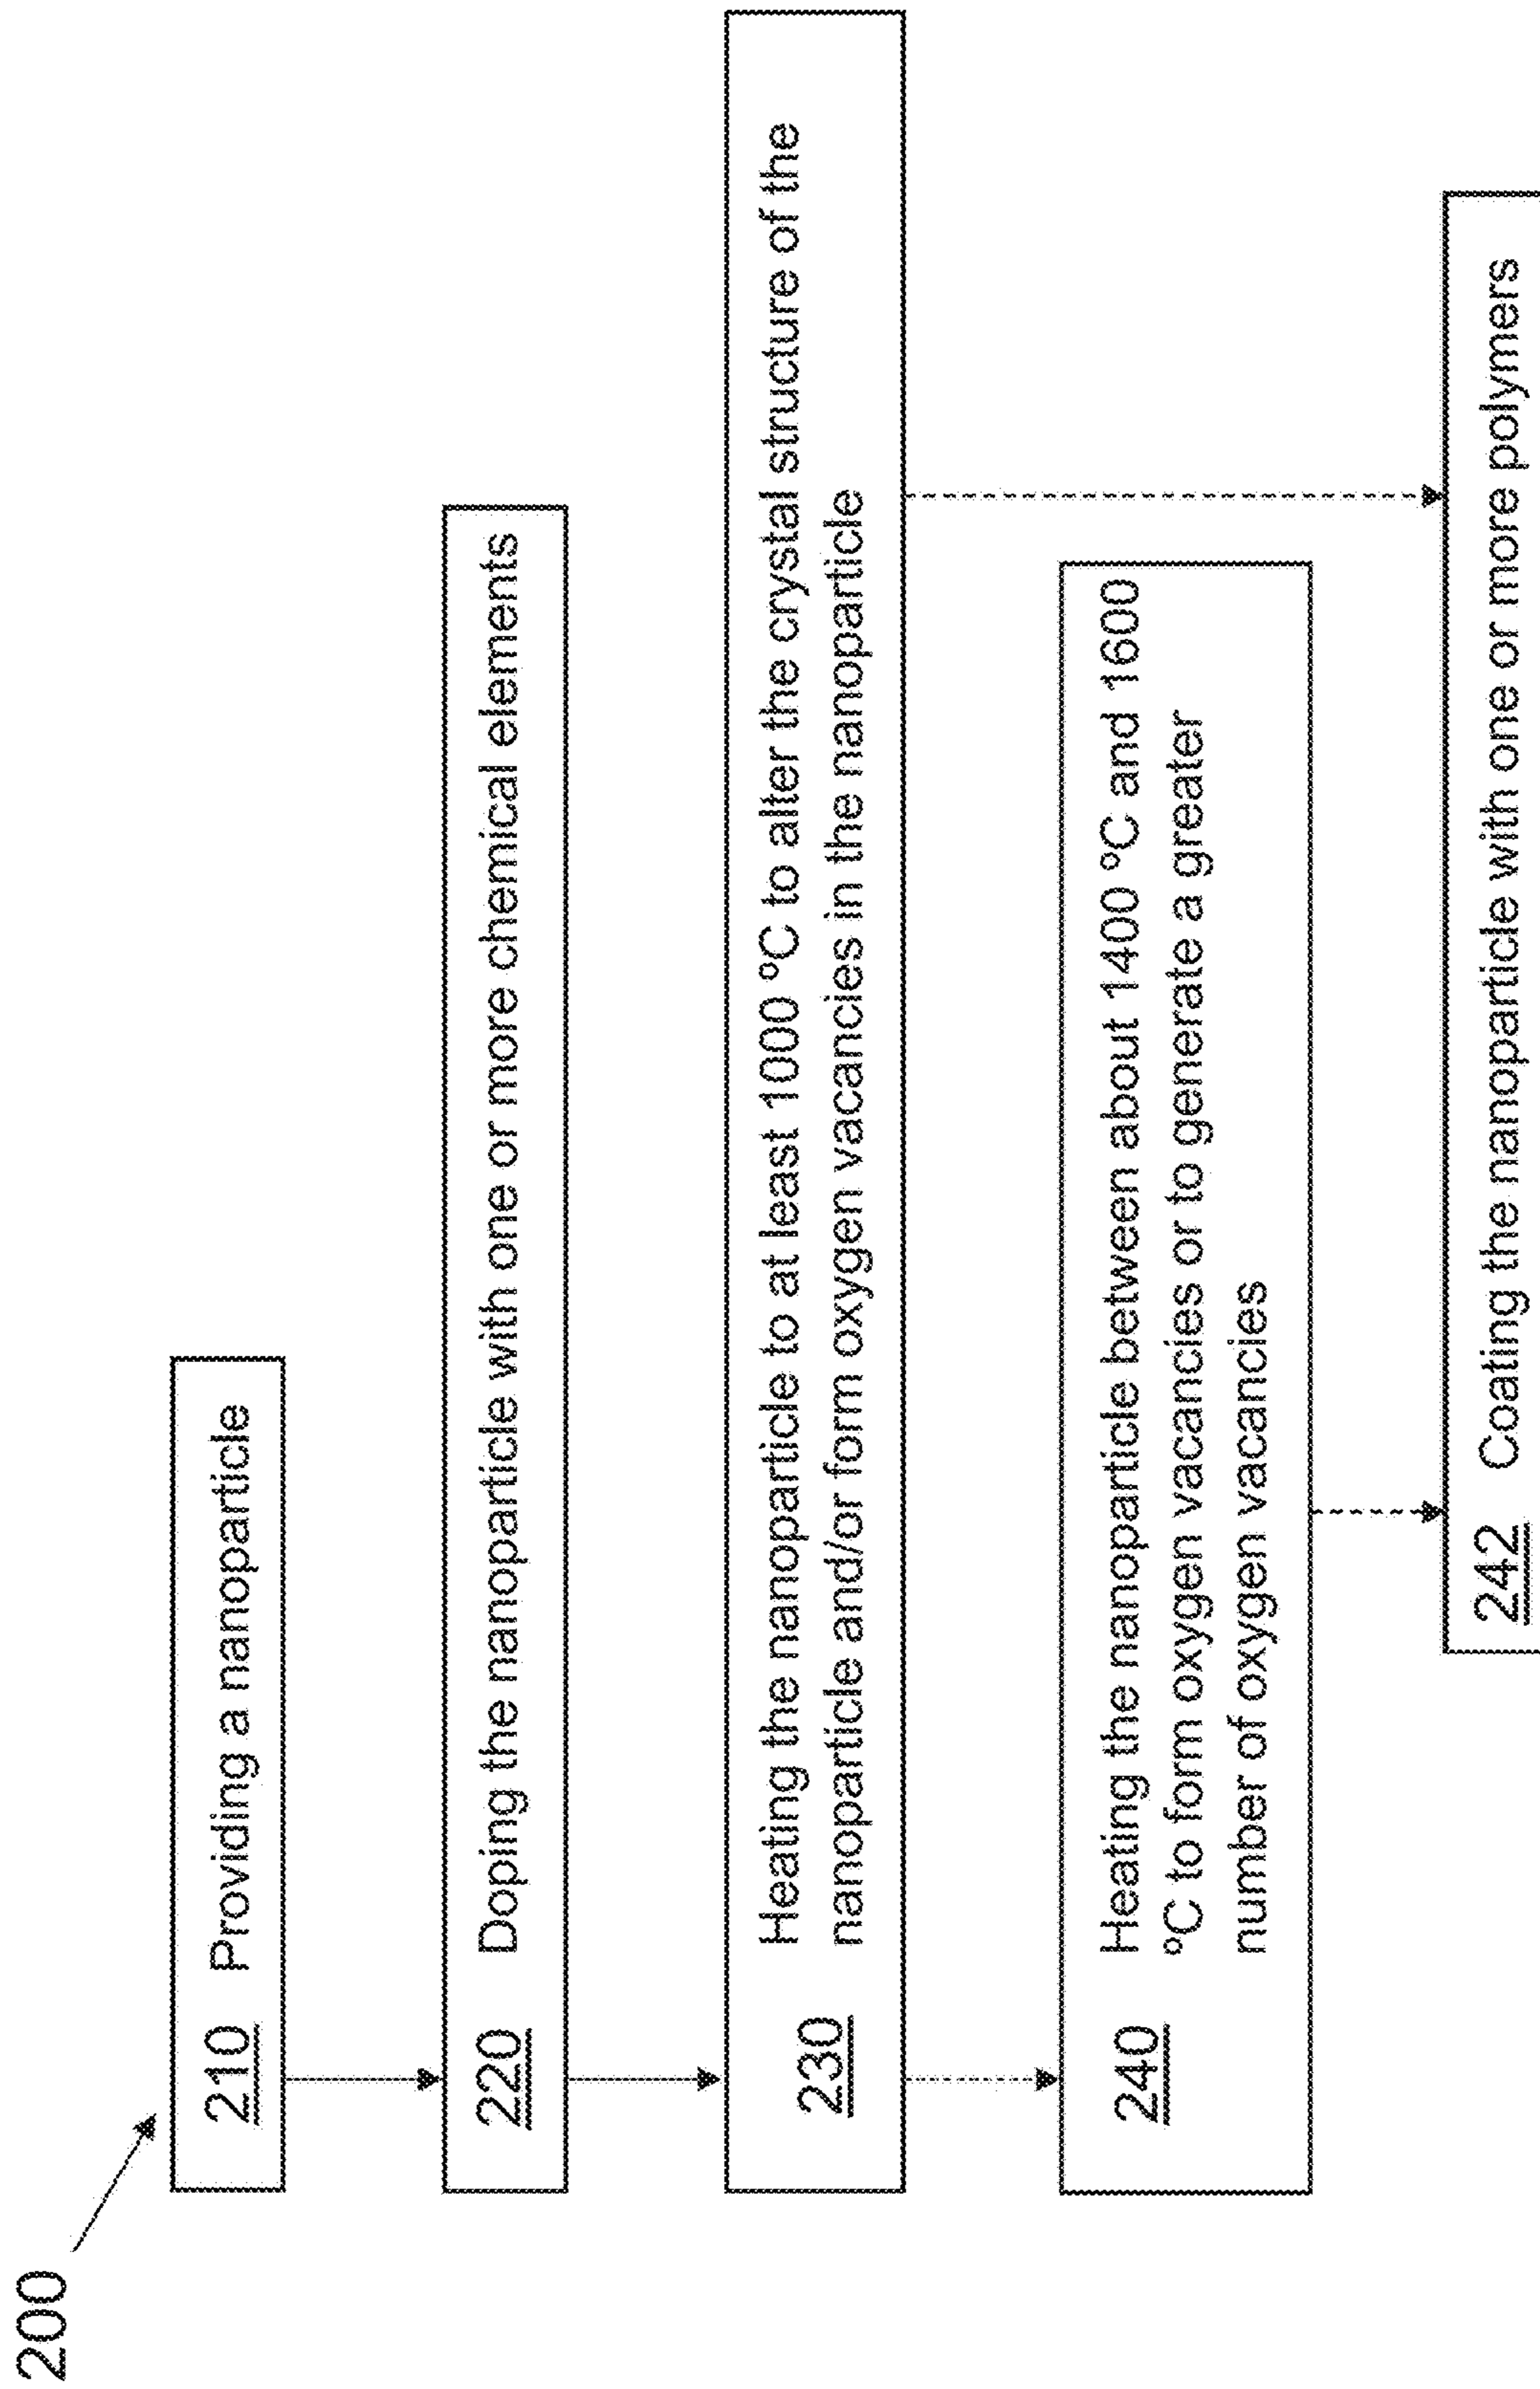 200
210 Providing a nanoparticle
220 Doping the nanoparticle with one or more chemical elements
230 Heating the nanoparticle to at least 1000 ºC to alter the crystal structure of the
nanoparticle and/or form oxygen vacancies in the nanoparticle
240 Heating the nanoparticle between about 1400 ºC and 1600
ºC to form oxygen vacancies or to generate a greater
number of oxygen vacancies
242 Coating the nanoparticle with one or more polymers